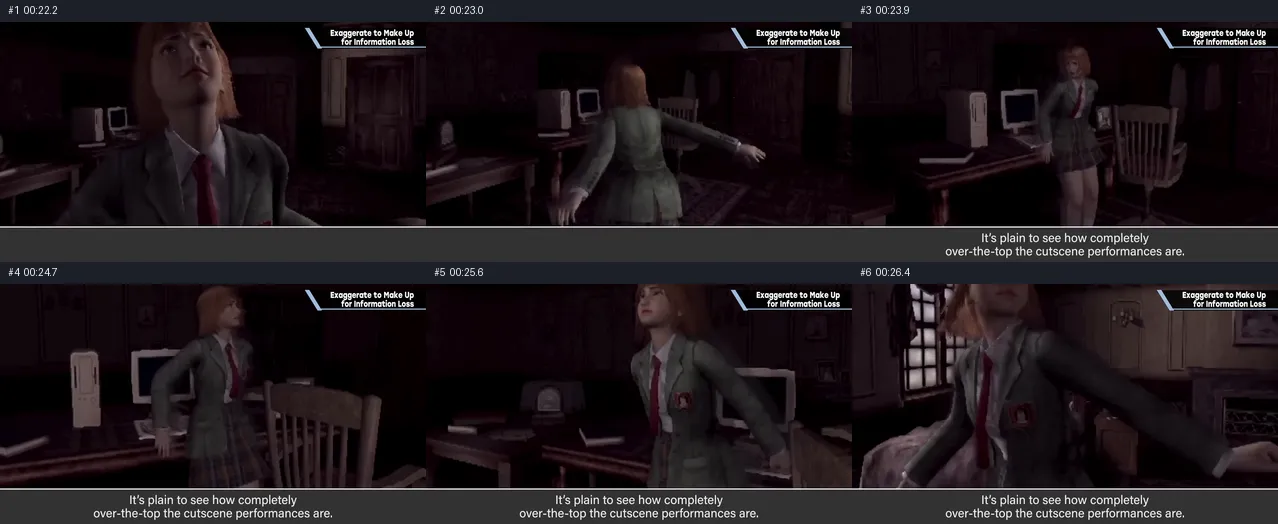 #1 00:22.2
#2 00:23.0
#3 00:23.9
Exaggerate to Make Up
for Information Loss
Exaggerate to Make Up
for Information Loss
Exaggerate to Make Up
for Information Loss
It's plain to see how completely
over-the-top the cutscene performances are.
#4 00:24.7
#5 00:25.6
#6 00:26.4
Exaggerate to Make Up
for Information Loss
Exaggerate to Make Up
for Information Loss
Exaggerate to Make Up
for Information Loss
It's plain to see how completely
over-the-top the cutscene performances are.
It's plain to see how completely
over-the-top the cutscene performances are.
It's plain to see how completely
over-the-top the cutscene performances are.